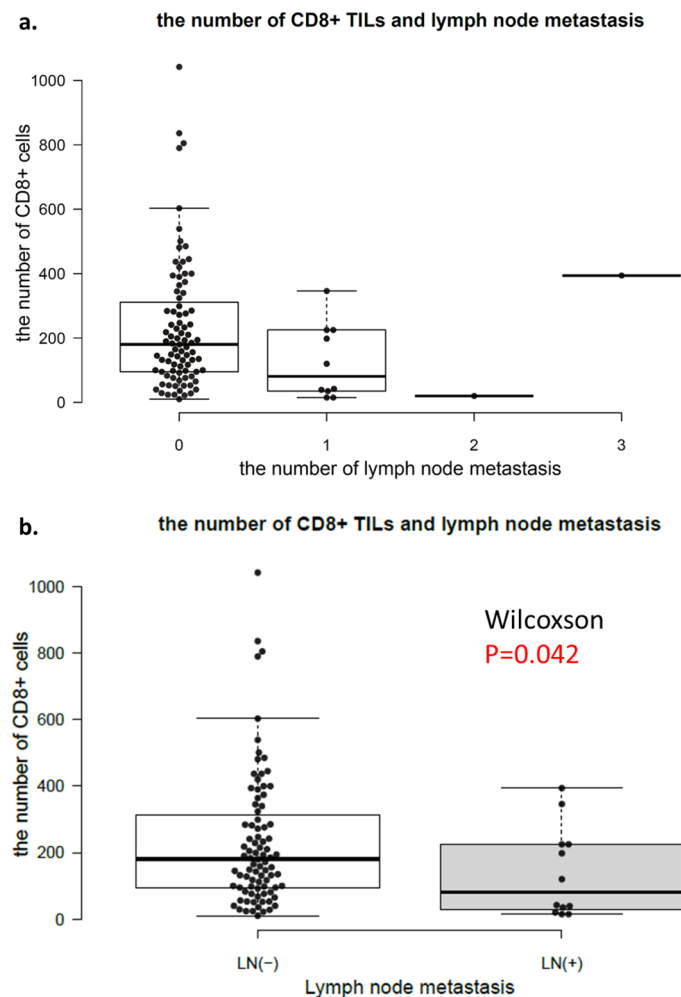 a.
the number of CD8+ TILs and lymph node metastasis
the number of CD8+ cells
1000
800
600
400
200
0
0 1 2 3
the number of lymph node metastasis
b.
the number of CD8+ TILs and lymph node metastasis
the number of CD8+ cells
1000
800
600
400
200
0
Wilcoxson
P=0.042
LN(−) LN(+)
Lymph node metastasis